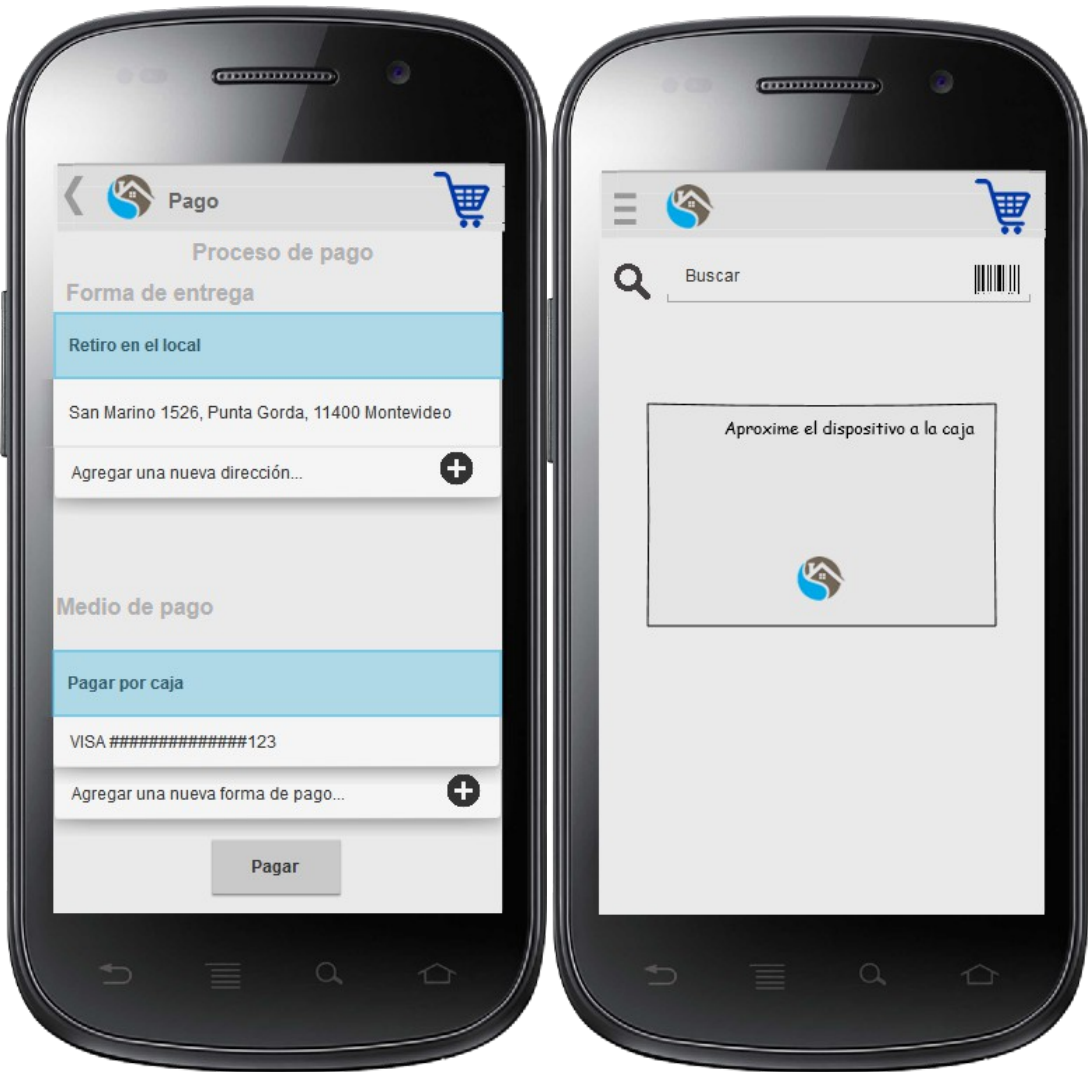 Pago
Proceso de pago
Forma de entrega
Retiro en el local
San Marino 1526, Punta Gorda, 11400 Montevideo
Agregar una nueva dirección...
Medio de pago
Pagar por caja
VISA ##############123
Agregar una nueva forma de pago...
Pagar
Buscar
Aproxime el dispositivo a la caja